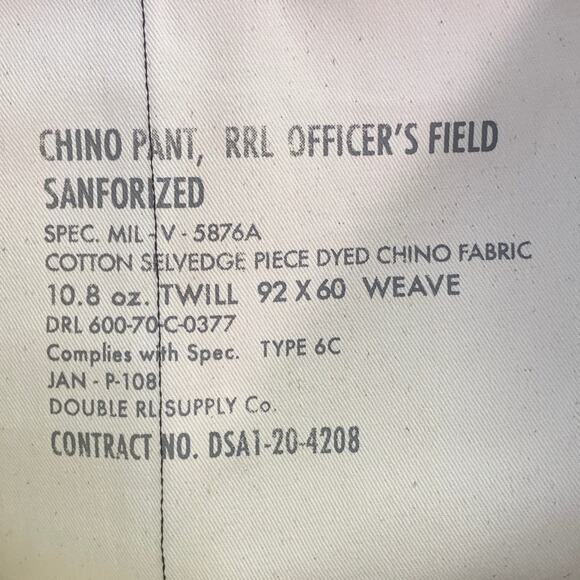 CHINO PANT, RRL OFFICER'S FIELD
SANFORIZED
SPEC. MIL - V - 5876A
COTTON SELVEDGE PIECE DYED CHINO FABRIC
10.8 oz. TWILL 92 X 60 WEAVE
DRL 600-70-C-0377
Complies with Spec. TYPE 6C
JAN - P-108
DOUBLE RL SUPPLY Co.
CONTRACT NO. DSA1-20-4208